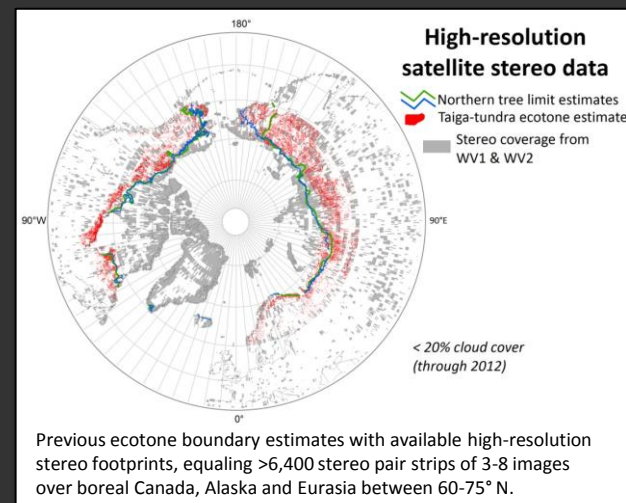 180°
High-resolution
satellite stereo data
Northern tree limit estimates
Taiga-tundra ecotone estimate
Stereo coverage from
WV1 & WV2
90°W
90°E
< 20% cloud cover
(through 2012)
0°
Previous ecotone boundary estimates with available high-resolution
stereo footprints, equaling >6,400 stereo pair strips of 3-8 images
over boreal Canada, Alaska and Eurasia between 60-75° N.